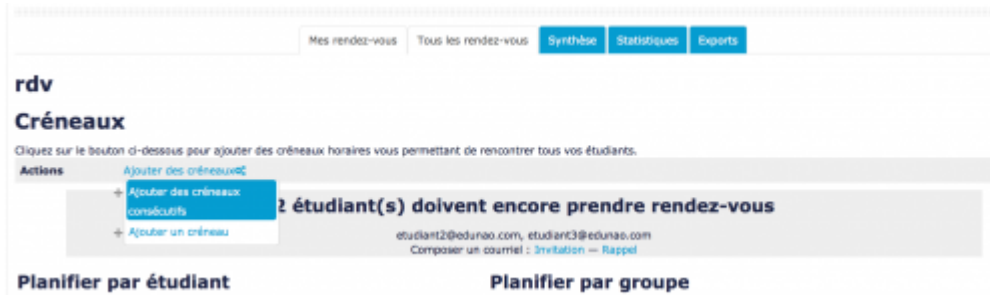 Mes rendez-vous Tous les rendez-vous Synthèse Statistiques Exports
rdv
Créneaux
Cliquez sur le bouton ci-dessous pour ajouter des créneaux horaires vous permettant de rencontrer tous vos étudiants.
Actions Ajouter des créneaux
Ajouter des créneaux
consécutifs
2 étudiant(s) doivent encore prendre rendez-vous
Ajouter un créneau
etudiant2@edunao.com, etudiant3@edunao.com
Composer un courriel : Invitation — Rappel
Planifier par étudiant Planifier par groupe